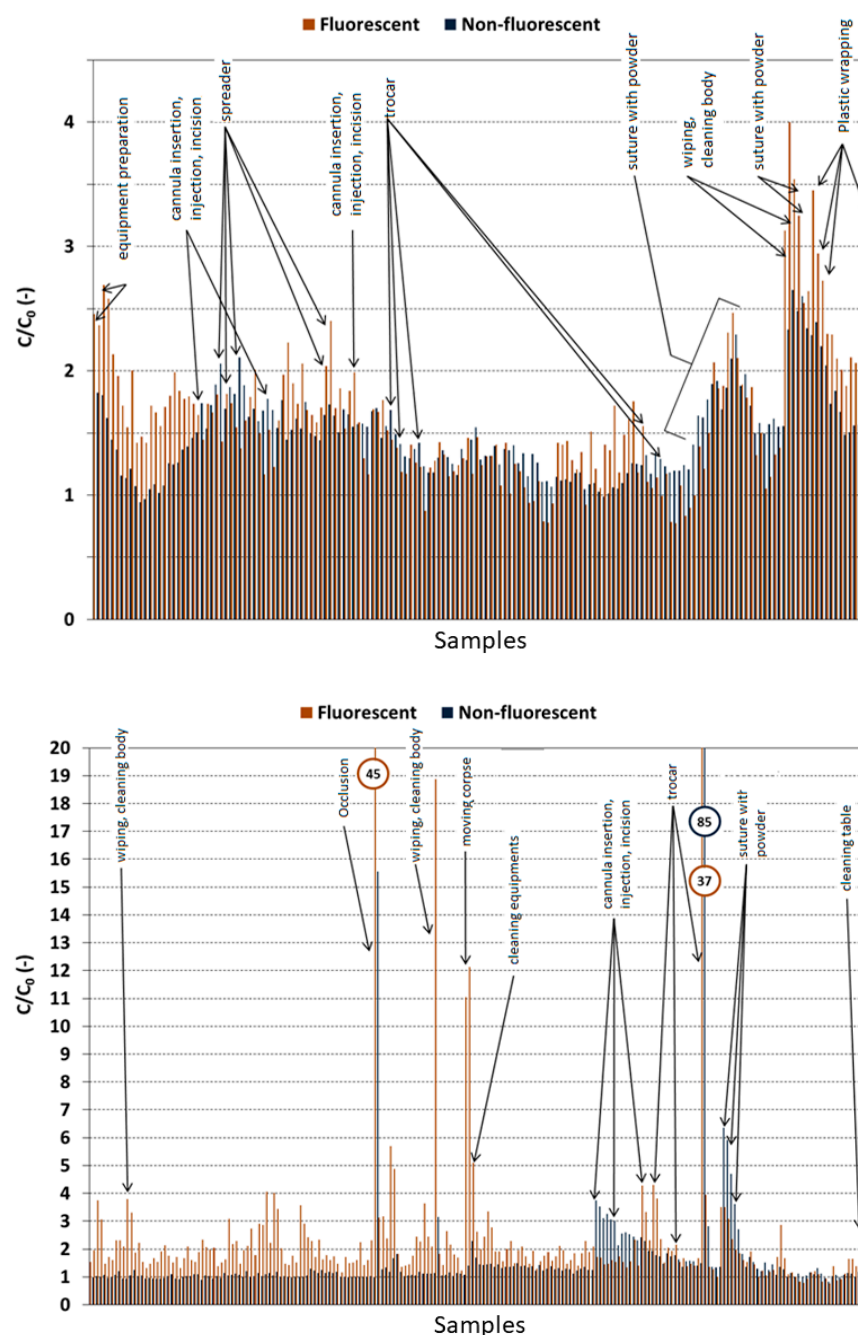 Fluorescent Non-fluorescent
equipment preparation
cannula insertion,
injection, incision
spreader
cannula insertion,
injection, incision
trocar
suture with powder
wiping,
cleaning body
suture with powder
Plastic wrapping
C/C₀ (-)
4
3
2
1
0
Samples
Fluorescent Non-fluorescent
wiping, cleaning body
Occlusion
45
wiping, cleaning body
moving corpse
cleaning equipments
cannula insertion,
injection, incision
trocar
85
37
suture with
powder
cleaning table
C/C₀ (-)
20
19
18
17
16
15
14
13
12
11
10
9
8
7
6
5
4
3
2
1
0
Samples